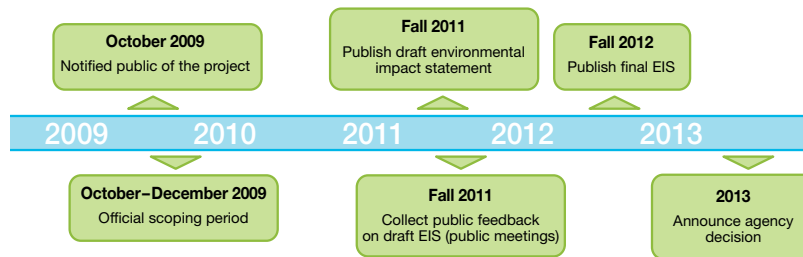 October 2009
Notified public of the project
Fall 2011
Publish draft environmental
impact statement
Fall 2012
Publish final EIS
2009 2010 2011 2012 2013
October–December 2009
Official scoping period
Fall 2011
Collect public feedback
on draft EIS (public meetings)
2013
Announce agency
decision